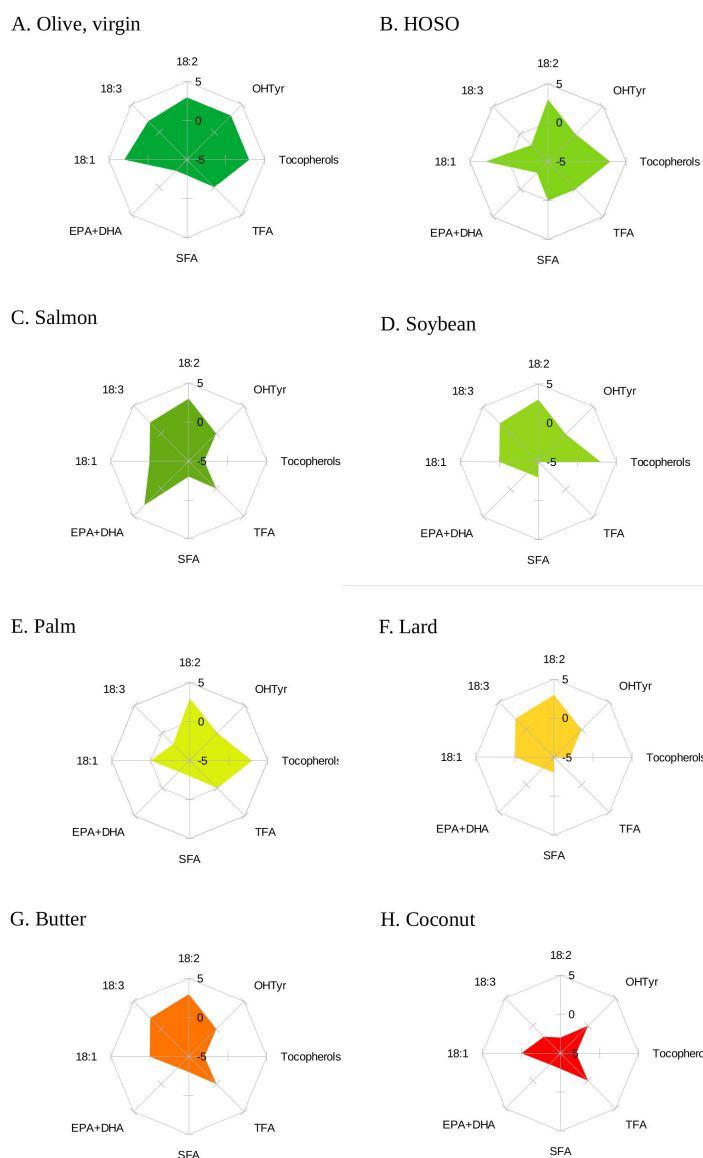 A. Olive, virgin
18:2
5
18:3
OHTyr
0
18:1
-5
Tocopherols
EPA+DHA
TFA
SFA
B. HOSO
18:2
5
18:3
OHTyr
0
18:1
-5
Tocopherols
EPA+DHA
TFA
SFA
C. Salmon
18:2
5
18:3
OHTyr
0
18:1
-5
Tocopherols
EPA+DHA
TFA
SFA
D. Soybean
18:2
5
18:3
OHTyr
0
18:1
-5
Tocopherols
EPA+DHA
TFA
SFA
E. Palm
18:2
5
18:3
OHTyr
0
18:1
-5
Tocopherols
EPA+DHA
TFA
SFA
F. Lard
18:2
5
18:3
OHTyr
0
18:1
-5
Tocopherols
EPA+DHA
TFA
SFA
G. Butter
18:2
5
18:3
OHTyr
0
18:1
-5
Tocopherols
EPA+DHA
TFA
SFA
H. Coconut
18:2
5
18:3
OHTyr
0
18:1
-5
Tocopherc
EPA+DHA
TFA
SFA